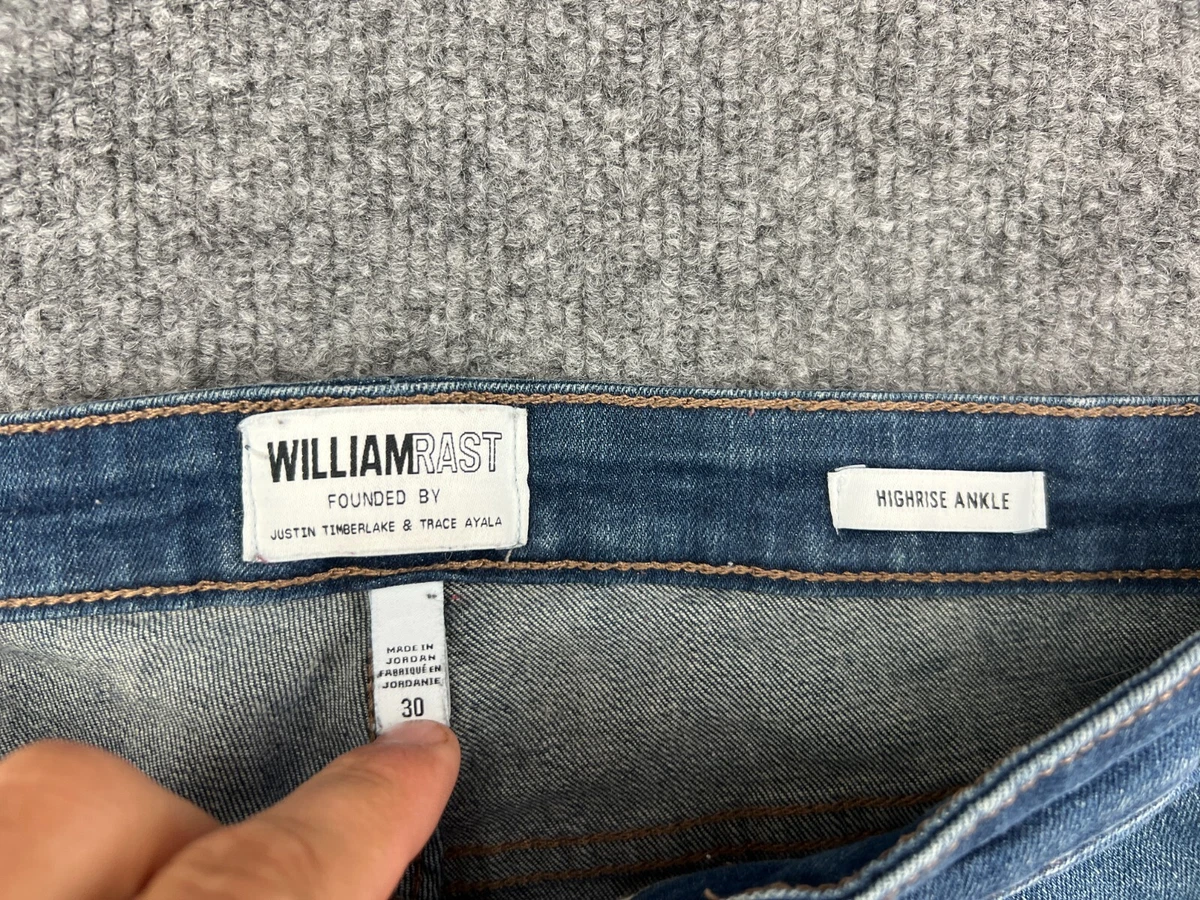 WILLIAMRAST
FOUNDED BY
JUSTIN TIMBERLAKE & TRACE AYALA
HIGHRISE ANKLE
MADE IN
JORDAN
FABRIQUÉ EN
JORDANIE
30